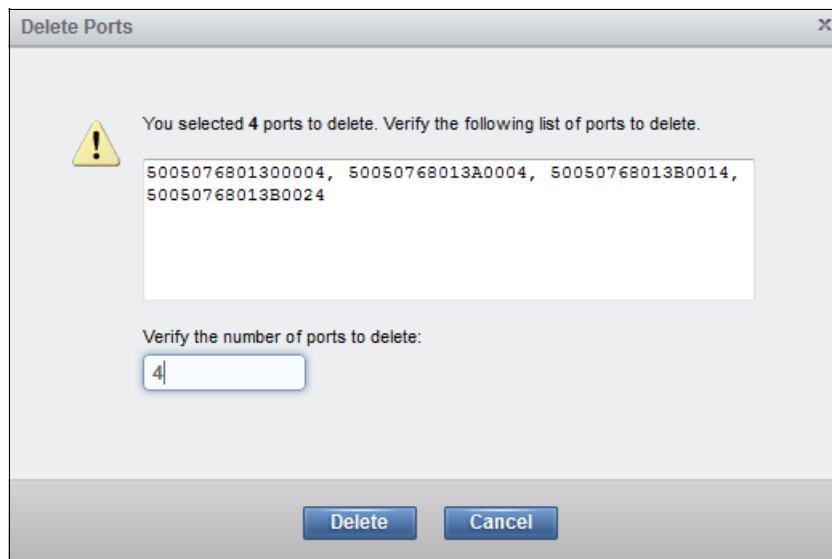 Delete Ports
x
You selected 4 ports to delete. Verify the following list of ports to delete.
5005076801300004, 50050768013A0004, 50050768013B0014,
50050768013B0024
Verify the number of ports to delete:
4
Delete
Cancel